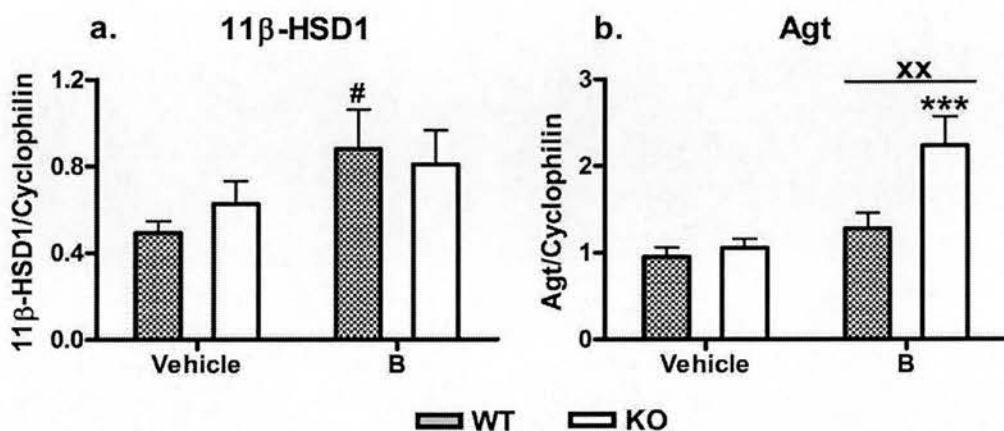 a. 11β-HSD1
11β-HSD1/Cyclophilin
1.2
0.8
0.4
0.0
#
Vehicle B
b. Agt
Agt/Cyclophilin
3
2
1
0
xx
***
Vehicle B
WT KO